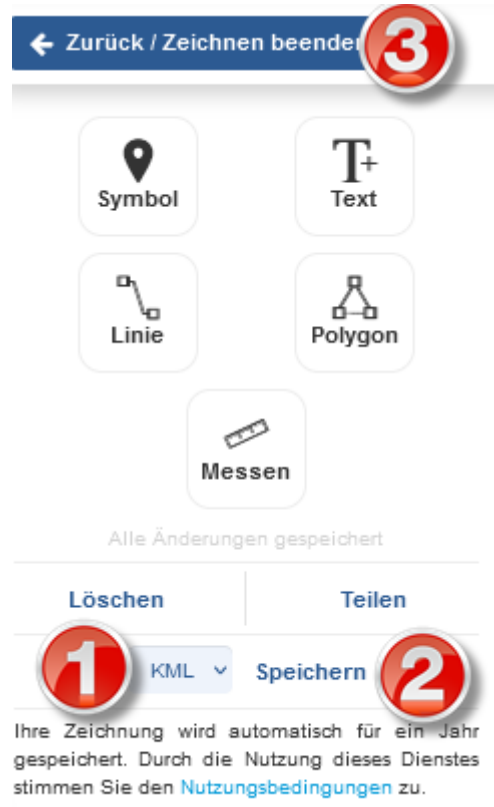 Zurück / Zeichnen beenden
3
Symbol
Text
Linie
Polygon
Messen
Alle Änderungen gespeichert
Löschen
Teilen
1
KML
Speichern
2
Ihre Zeichnung wird automatisch für ein Jahr
gespeichert. Durch die Nutzung dieses Dienstes
stimmen Sie den Nutzungsbedingungen zu.